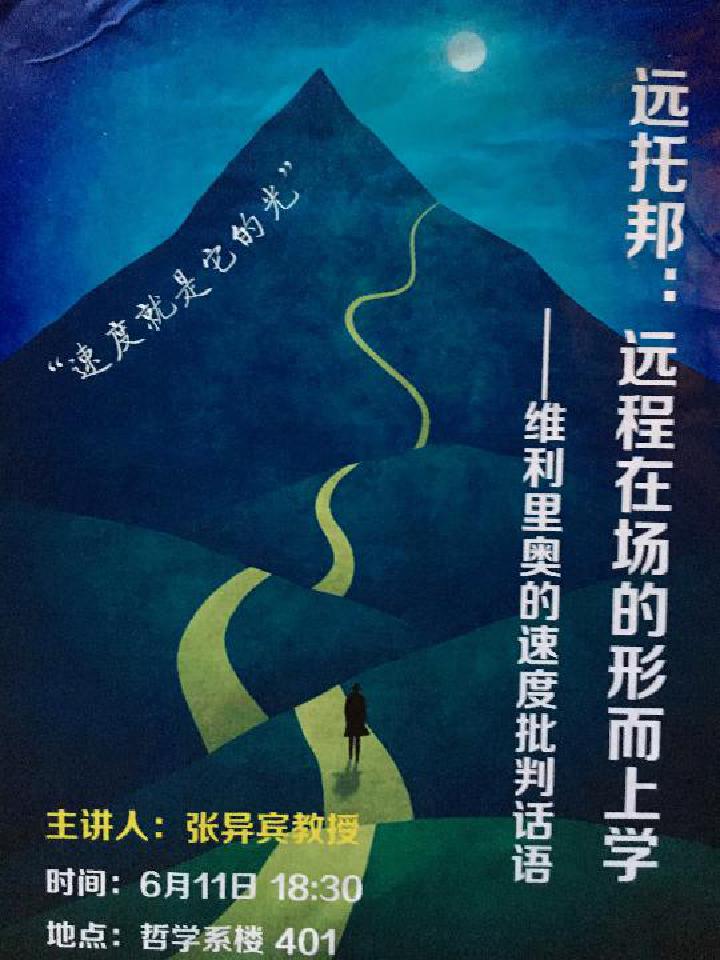 远托邦：远程在场的形而上学
——维利里奥的速度批判话语
“速度就是它的光”
主讲人：张异宾教授
时间：6月11日 18:30
地点：哲学系楼 401